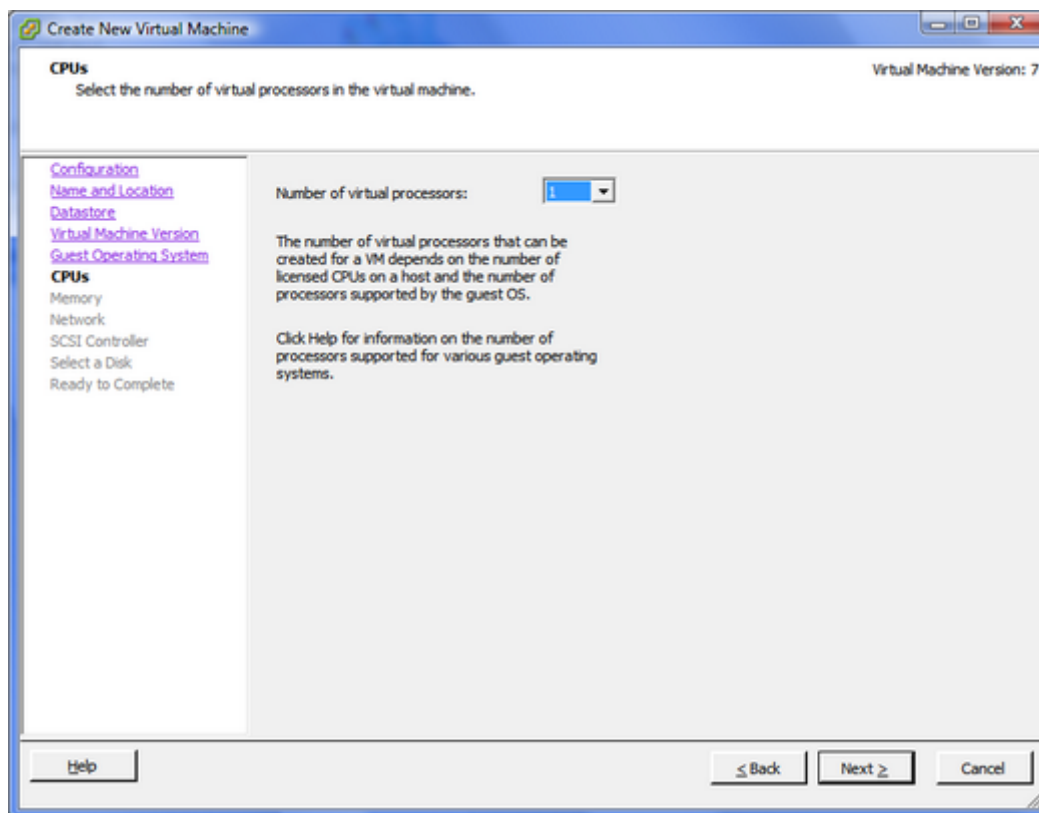 Create New Virtual Machine
CPUs
Virtual Machine Version: 7
Select the number of virtual processors in the virtual machine.
Configuration
Name and Location
Datastore
Virtual Machine Version
Guest Operating System
CPUs
Memory
Network
SCSI Controller
Select a Disk
Ready to Complete
Number of virtual processors:
1
The number of virtual processors that can be
created for a VM depends on the number of
licensed CPUs on a host and the number of
processors supported by the guest OS.
Click Help for information on the number of
processors supported for various guest operating
systems.
Help
≤ Back
Next ≥
Cancel